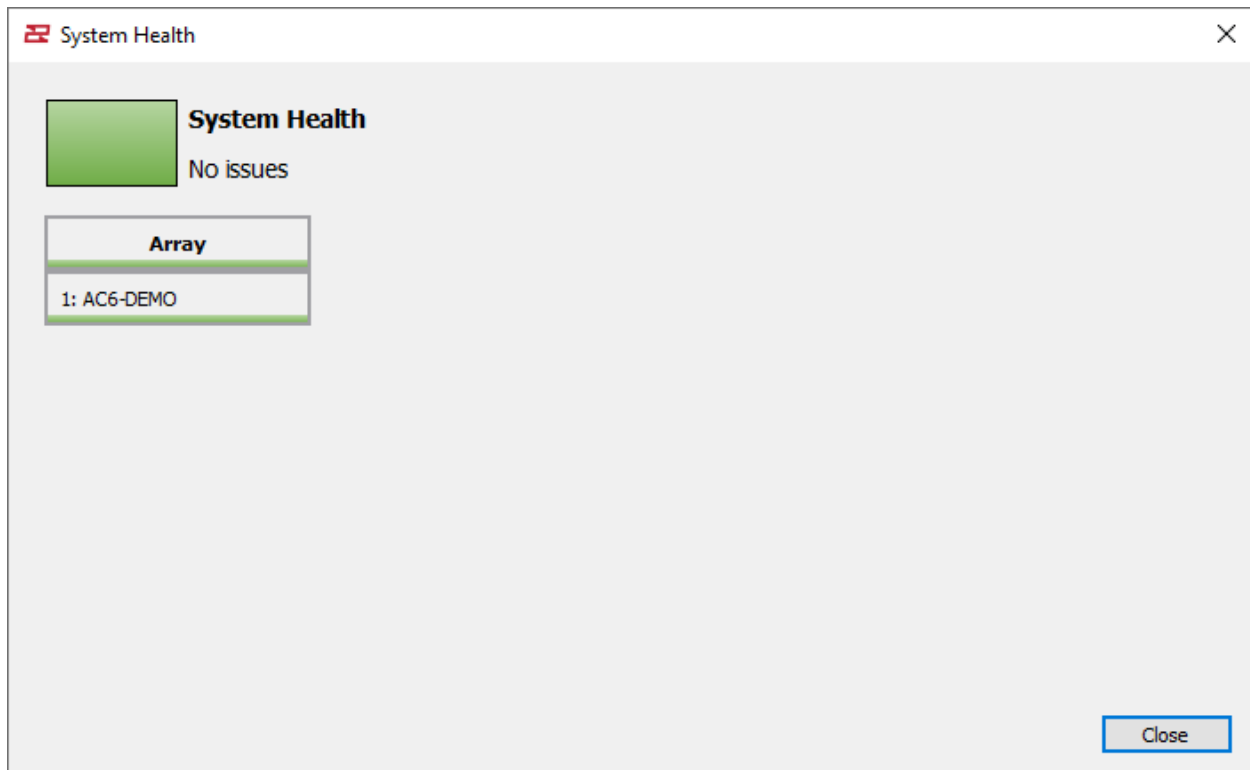 System Health
System Health
No issues
Array
1: AC6-DEMO
Close